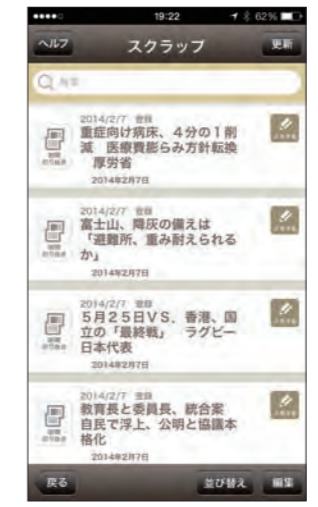 19:22
62%
ヘルプ
スクラップ
更新
検索
2014/2/7 登録
重症向け病床、４分の１削
減　医療費膨らみ方針転換
厚労省
2014年2月7日
2014/2/7 登録
富士山、降灰の備えは
「避難所、重み耐えられる
か」
2014年2月7日
2014/2/7 登録
５月２５日ＶＳ．香港、国
立の「最終戦」　ラグビー
日本代表
2014年2月7日
2014/2/7 登録
教育長と委員長、統合案
自民で浮上、公明と協議本
格化
2014年2月7日
戻る
並び替え
編集